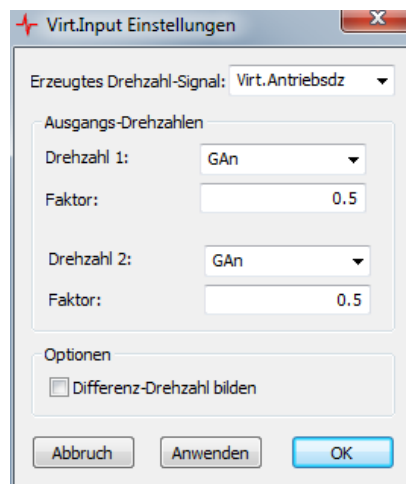 Virt.Input Einstellungen
Erzeugtes Drehzahl-Signal: Virt.Antriebsdz
Ausgangs-Drehzahlen
Drehzahl 1: GAn
Faktor: 0.5
Drehzahl 2: GAn
Faktor: 0.5
Optionen
Differenz-Drehzahl bilden
Abbruch Anwenden OK